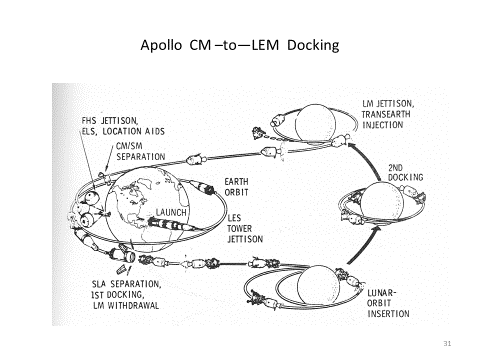 Apollo CM –to—LEM Docking
LM JETTISON,
TRANSEARTH
INJECTION
FHS JETTISON,
ELS, LOCATION AIDS
CM/SM
SEPARATION
2ND
DOCKING
EARTH
ORBIT
LAUNCH
LES
TOWER
JETTISON
SLA SEPARATION,
1ST DOCKING,
LM WITHDRAWAL
LUNAR-
ORBIT
INSERTION
31